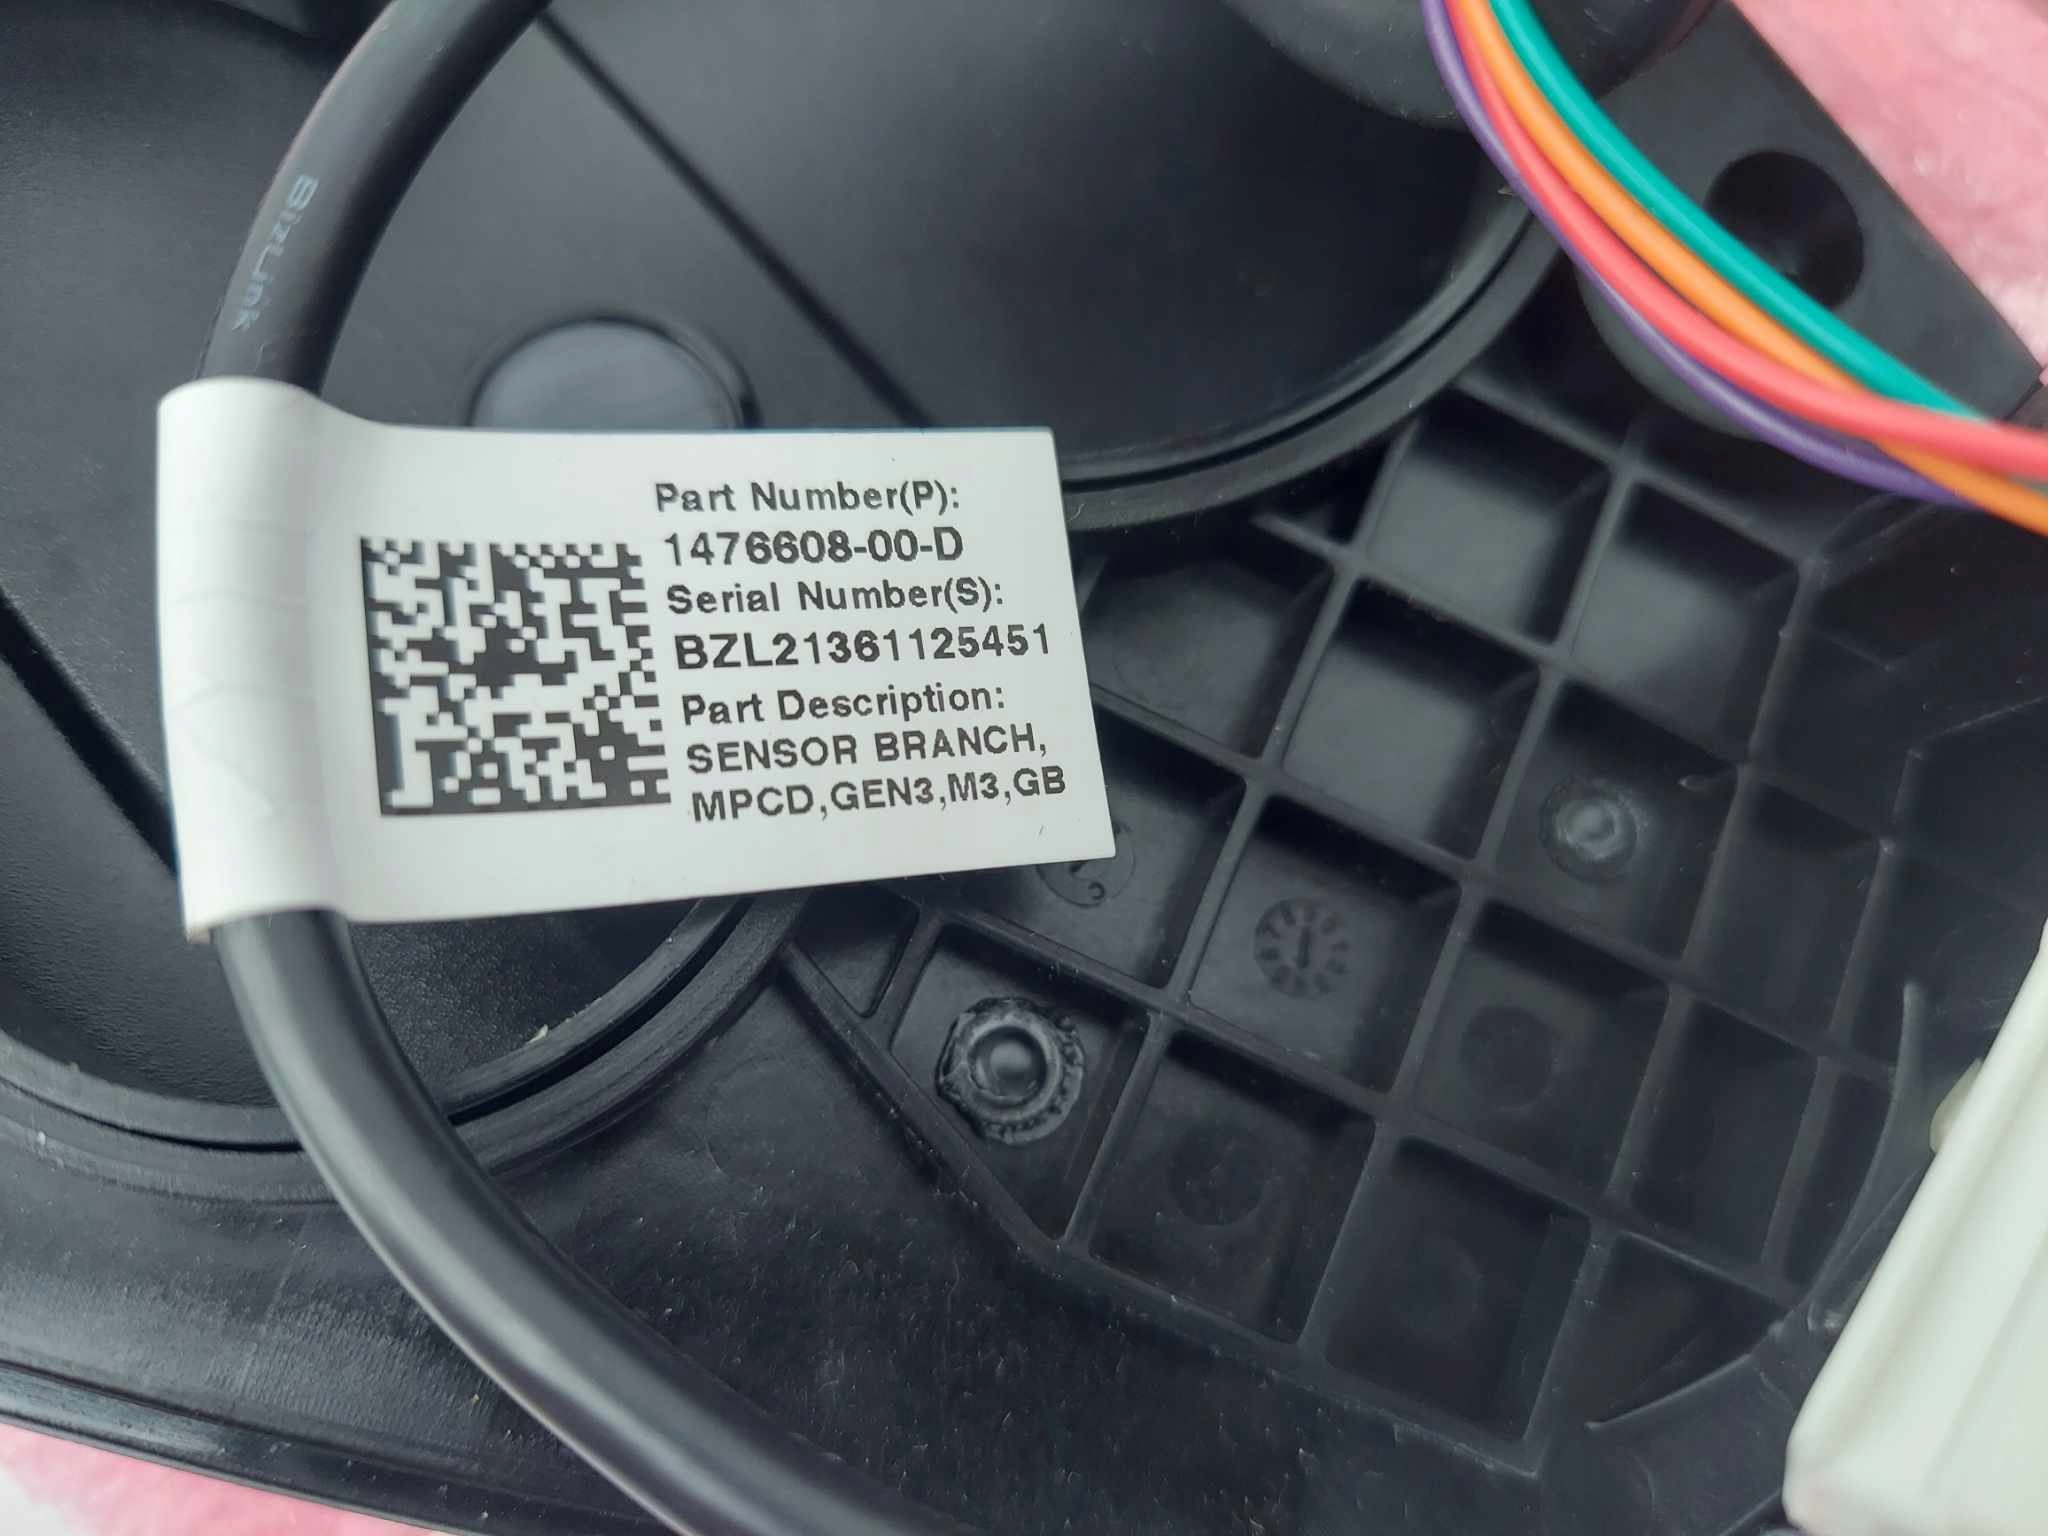 BizLink
Part Number(P):
1476608-00-D
Serial Number(S):
BZL21361125451
Part Description:
SENSOR BRANCH,
MPCD,GEN3,M3,GB